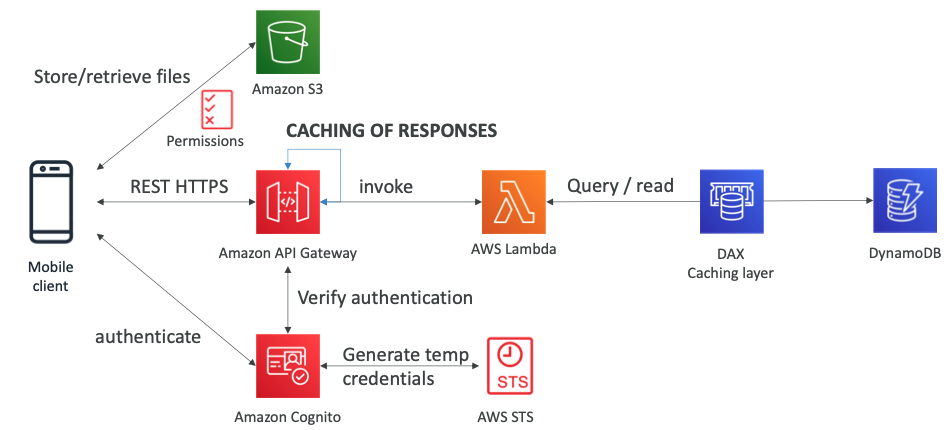 Store/retrieve files
Amazon S3
Permissions
CACHING OF RESPONSES
REST HTTPS
invoke
Query / read
Mobile
client
Amazon API Gateway
AWS Lambda
DAX
Caching layer
DynamoDB
Verify authentication
authenticate
Generate temp
credentials
STS
Amazon Cognito
AWS STS